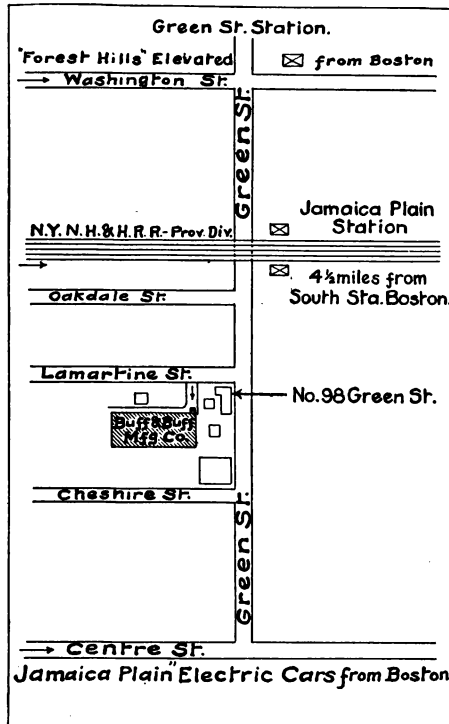 Green St. Station.
"Forest Hills" Elevated
from Boston
Washington St.
Green St.
N.Y. N.H. & H.R.R.-Prov. Div.
Jamaica Plain
Station
4½ miles from
South Sta. Boston.
Oakdale St.
Lamartine St.
No. 98 Green St.
Buff & Buff
Mfg Co.
Cheshire St.
Green St.
Centre St.
Jamaica Plain" Electric Cars from Boston